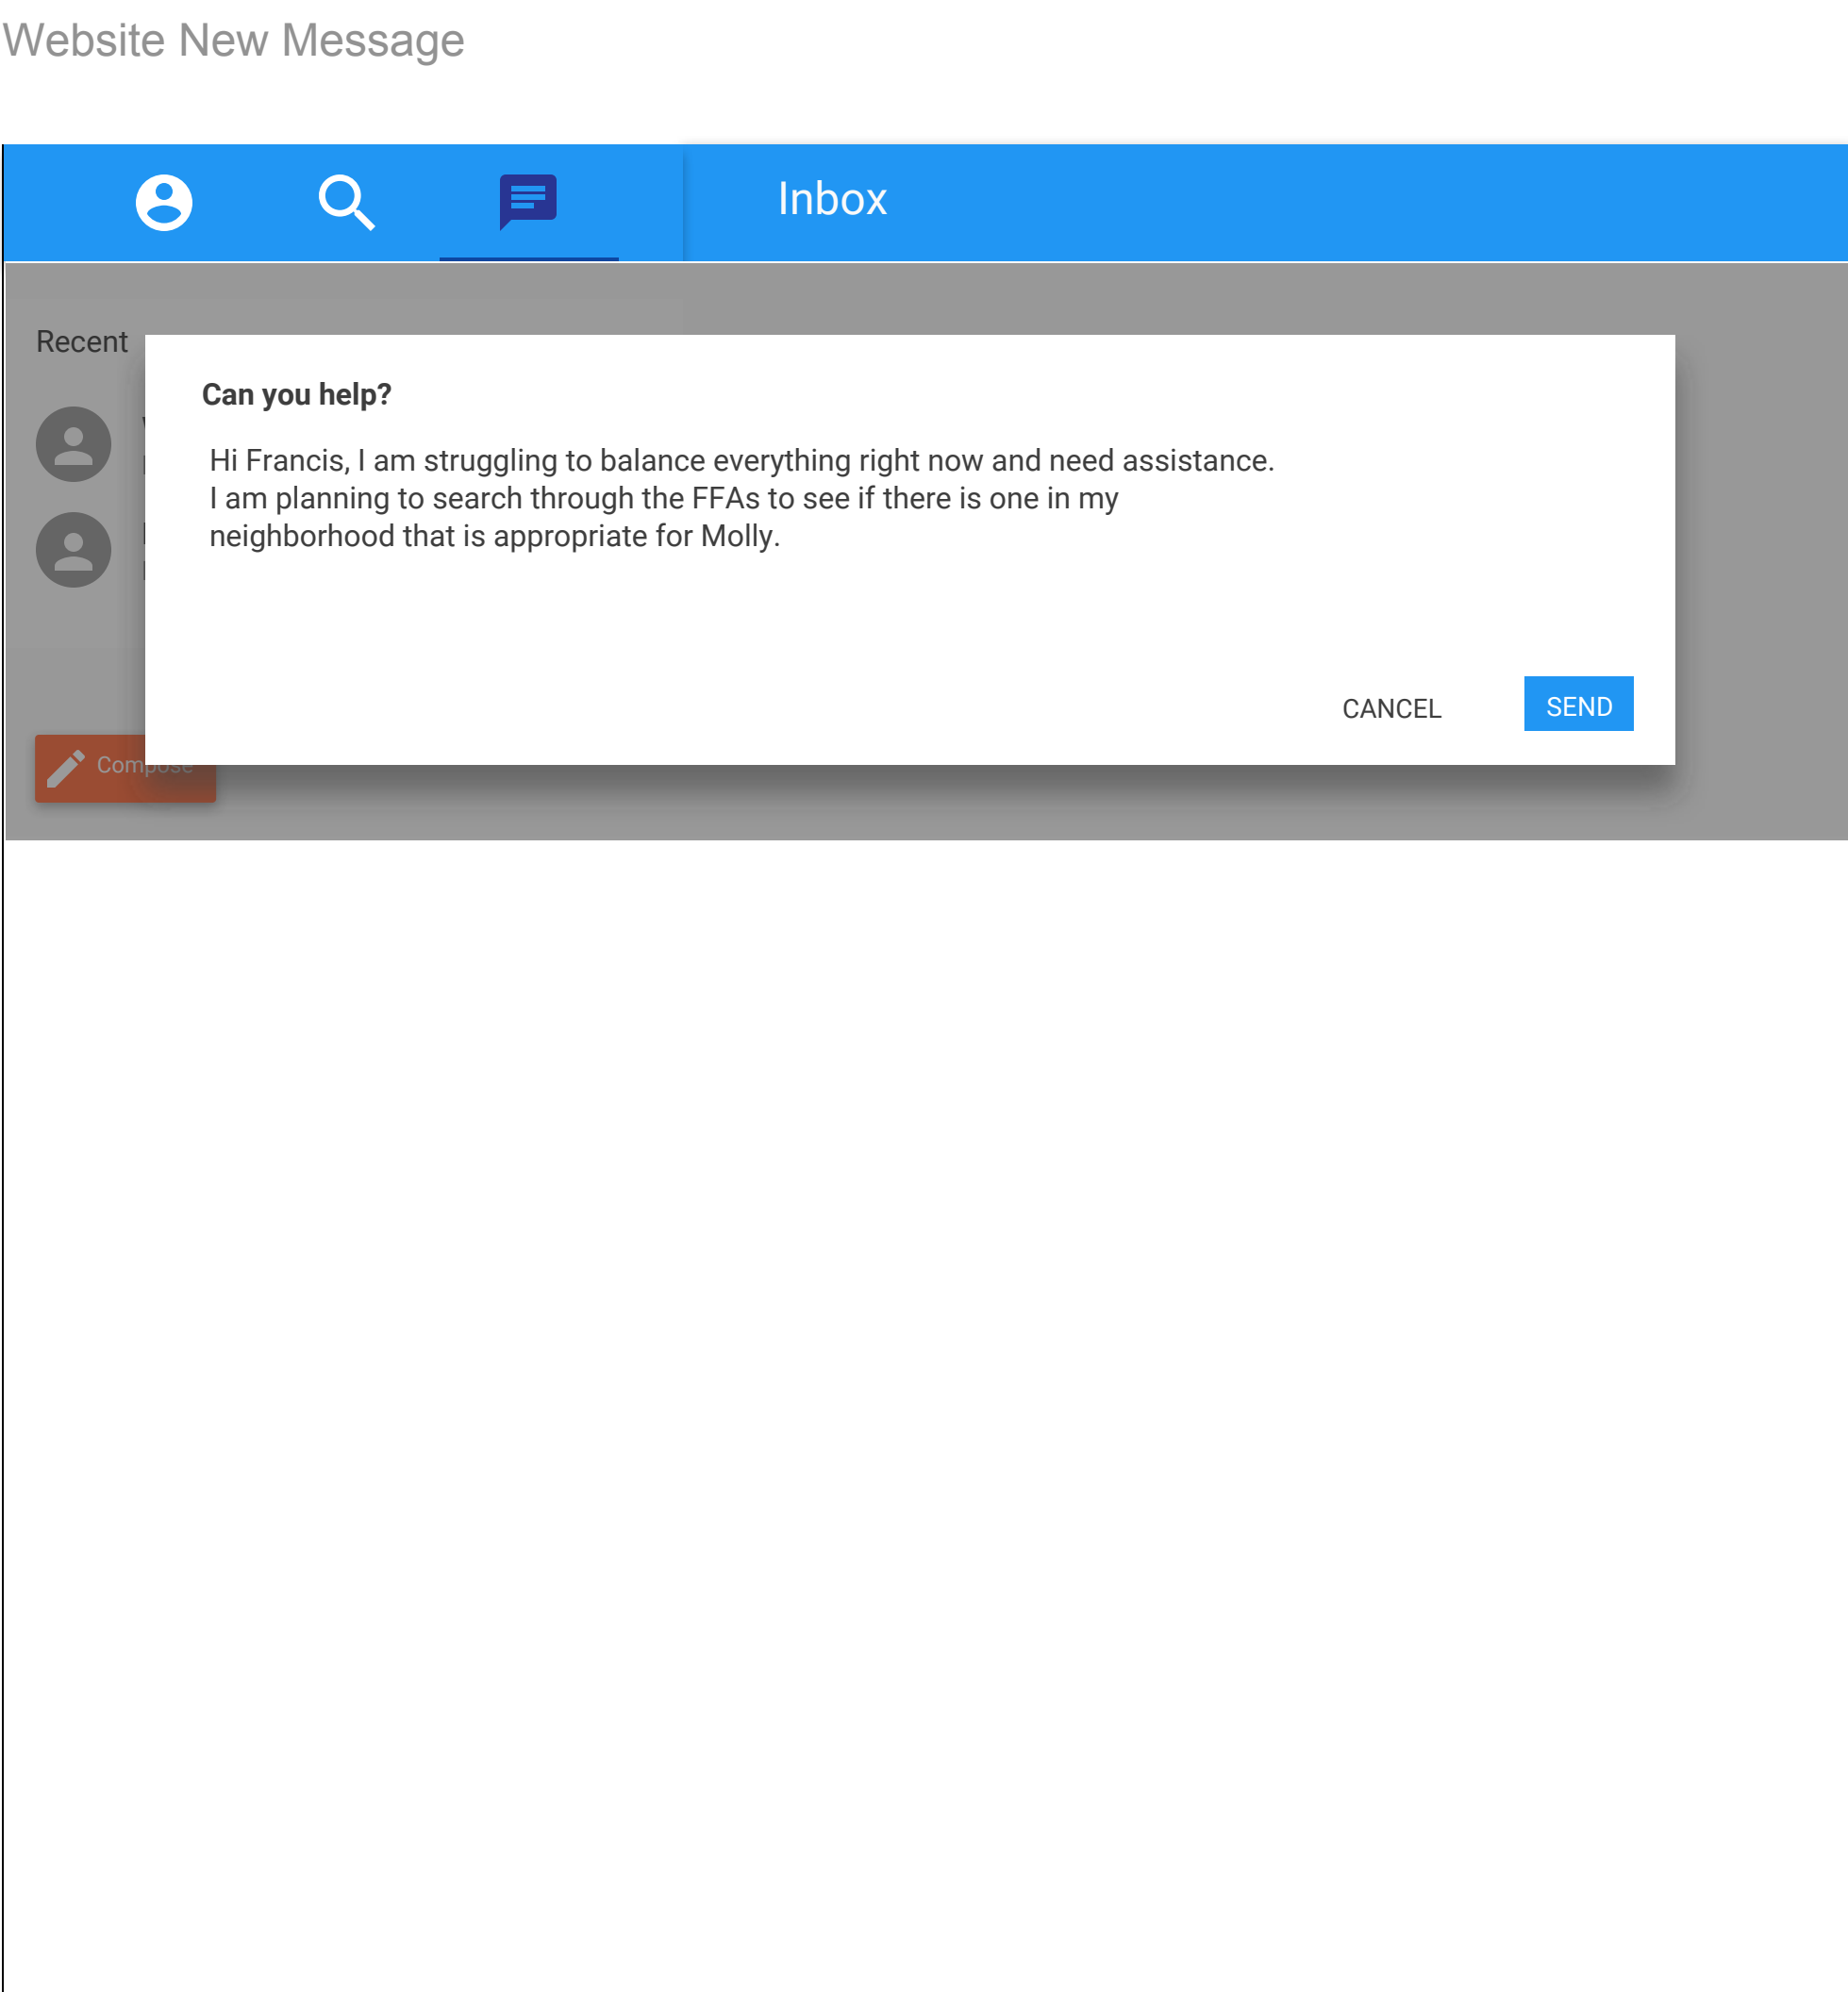 Website New Message
Inbox
Recent
Can you help?
Hi Francis, I am struggling to balance everything right now and need assistance.
I am planning to search through the FFAs to see if there is one in my
neighborhood that is appropriate for Molly.
CANCEL
SEND
Compose